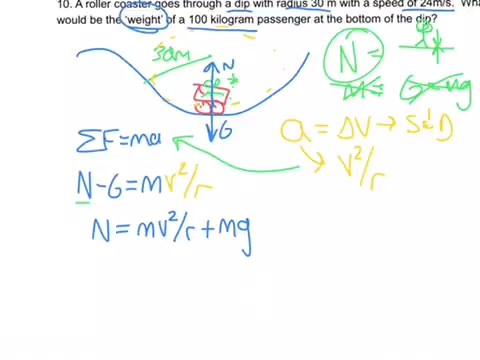 10. A roller coaster goes through a dip with radius 30 m with a speed of 24m/s.
would be the 'weight' of a 100 kilogram passenger at the bottom of the dip?
30m
N
G
N =
G=mg
ΣF=ma
a = ΔV → S & D
→ V²/r
N-G = mv²/r
N = mv²/r + mg